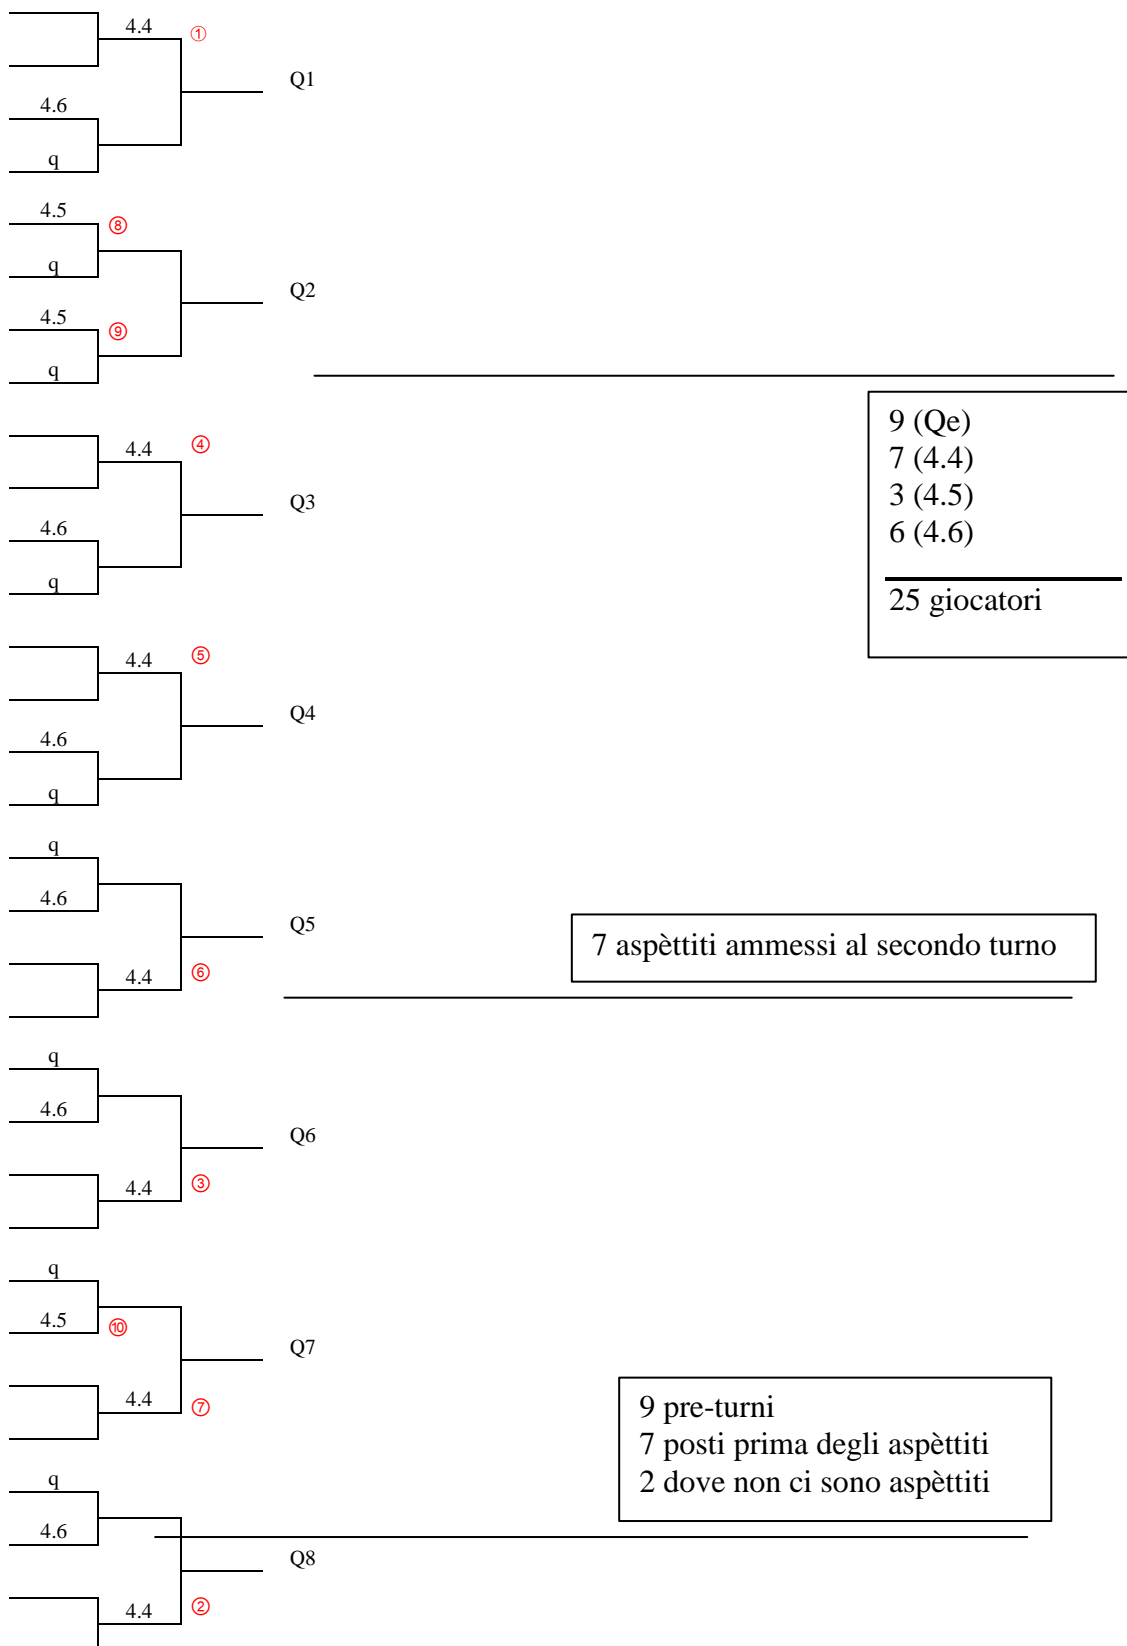 4.4 ①
Q1
4.6
q
4.5 ⑧
q
Q2
4.5 ⑨
q
9 (Qe)
7 (4.4)
3 (4.5)
6 (4.6)
25 giocatori
4.4 ④
Q3
4.6
q
4.4 ⑤
Q4
4.6
q
q
4.6
Q5
7 aspèttiti ammessi al secondo turno
4.4 ⑥
q
4.6
Q6
4.4 ③
q
4.5 ⑩
Q7
4.4 ⑦
9 pre-turni
7 posti prima degli aspèttiti
2 dove non ci sono aspèttiti
q
4.6
Q8
4.4 ②